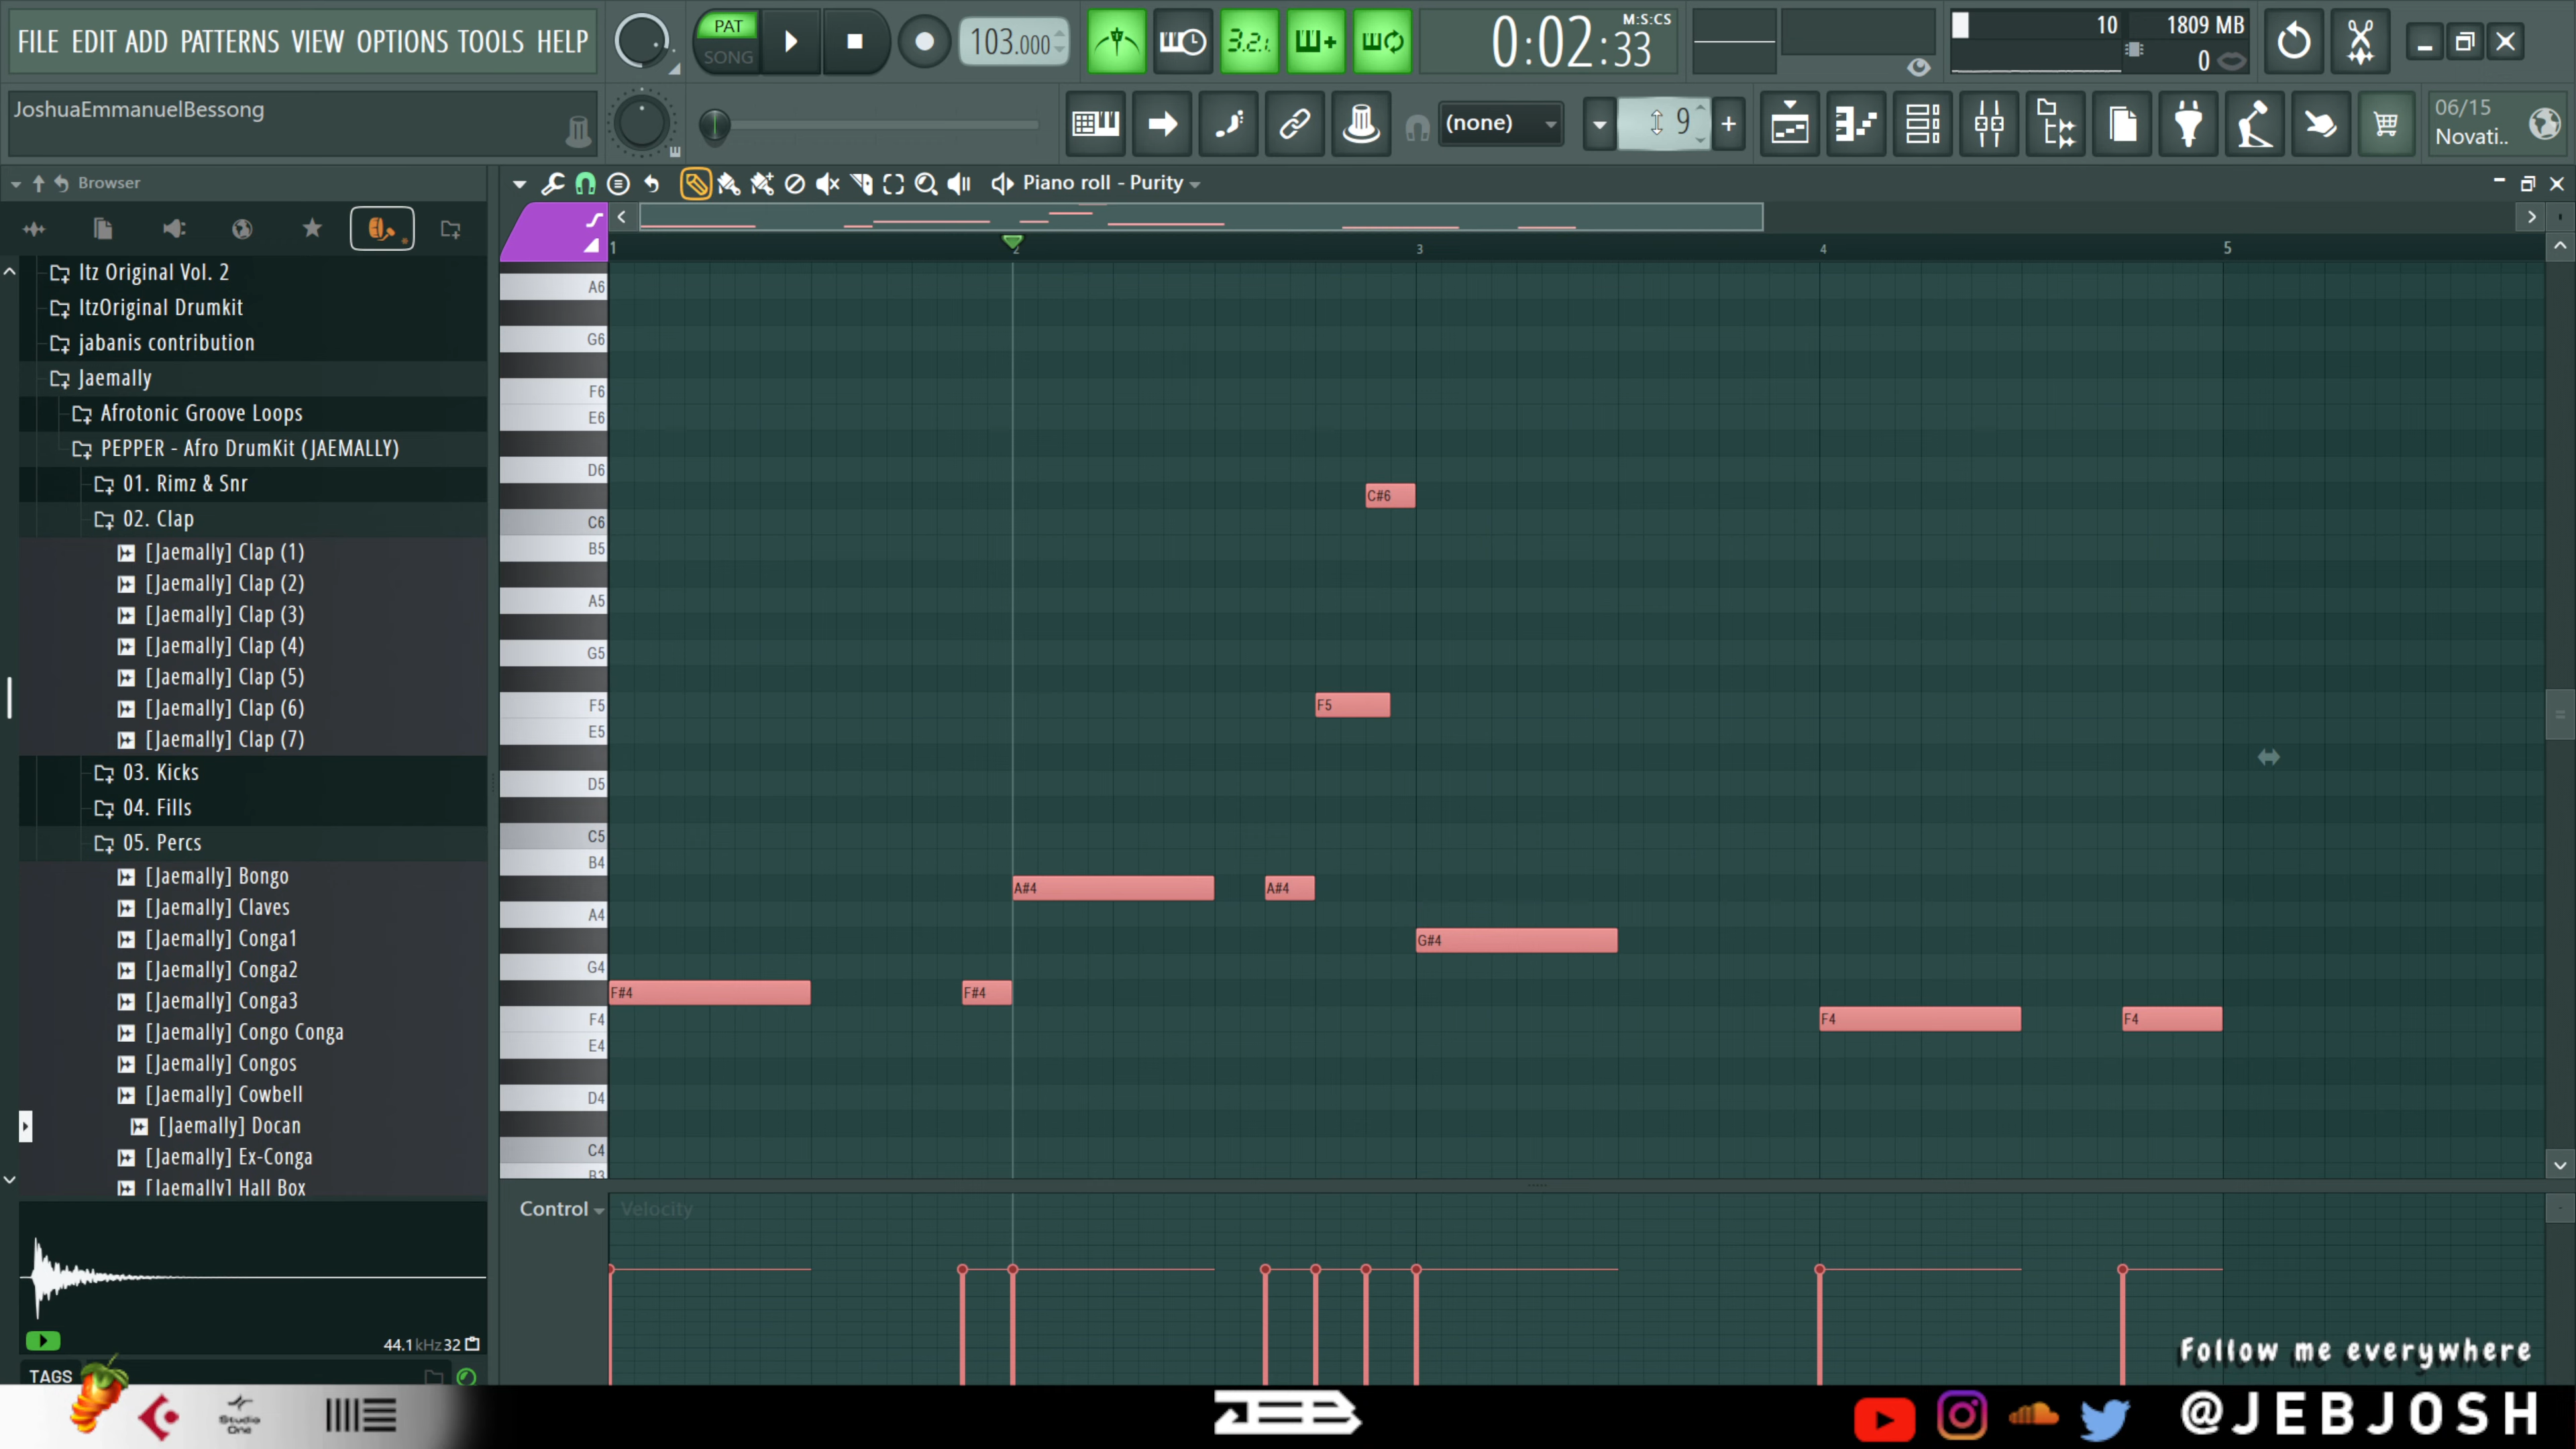 FILE EDIT ADD PATTERNS VIEW OPTIONS TOOLS HELP
PAT
SONG
103.000
3.2.1
M:S:CS
0:02:33
10
1809 MB
0
JoshuaEmmanuelBessong
(none)
9
06/15
Novati..
Browser
Piano roll - Purity
Itz Original Vol. 2
ItzOriginal Drumkit
jabanis contribution
Jaemally
Afrotonic Groove Loops
PEPPER - Afro DrumKit (JAEMALLY)
01. Rimz & Snr
02. Clap
[Jaemally] Clap (1)
[Jaemally] Clap (2)
[Jaemally] Clap (3)
[Jaemally] Clap (4)
[Jaemally] Clap (5)
[Jaemally] Clap (6)
[Jaemally] Clap (7)
03. Kicks
04. Fills
05. Percs
[Jaemally] Bongo
[Jaemally] Claves
[Jaemally] Conga1
[Jaemally] Conga2
[Jaemally] Conga3
[Jaemally] Congo Conga
[Jaemally] Congos
[Jaemally] Cowbell
[Jaemally] Docan
[Jaemally] Ex-Conga
[Jaemally] Hall Box
44.1kHz 32
TAGS
1 2 3 4 5
A6
G6
F6
E6
D6
C#6
C6
B5
A5
G5
F5 F5
E5
D5
C5
B4
A#4 A#4
A4
G#4
G4
F#4 F#4
F4 F4 F4
E4
D4
C4
B3
Control Velocity
Follow me everywhere
Studio
One
JEB
@JEBJOSH